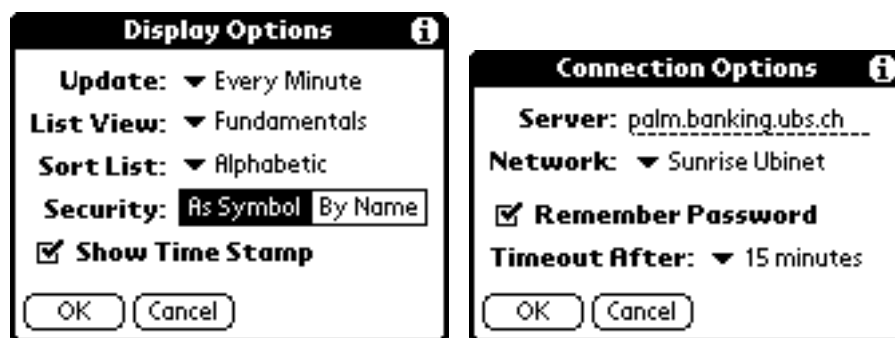 Display Options
Update: Every Minute
List View: Fundamentals
Sort List: Alphabetic
Security: As Symbol By Name
Show Time Stamp
OK Cancel
Connection Options
Server: palm.banking.ubs.ch
Network: Sunrise Ubinet
Remember Password
Timeout After: 15 minutes
OK Cancel